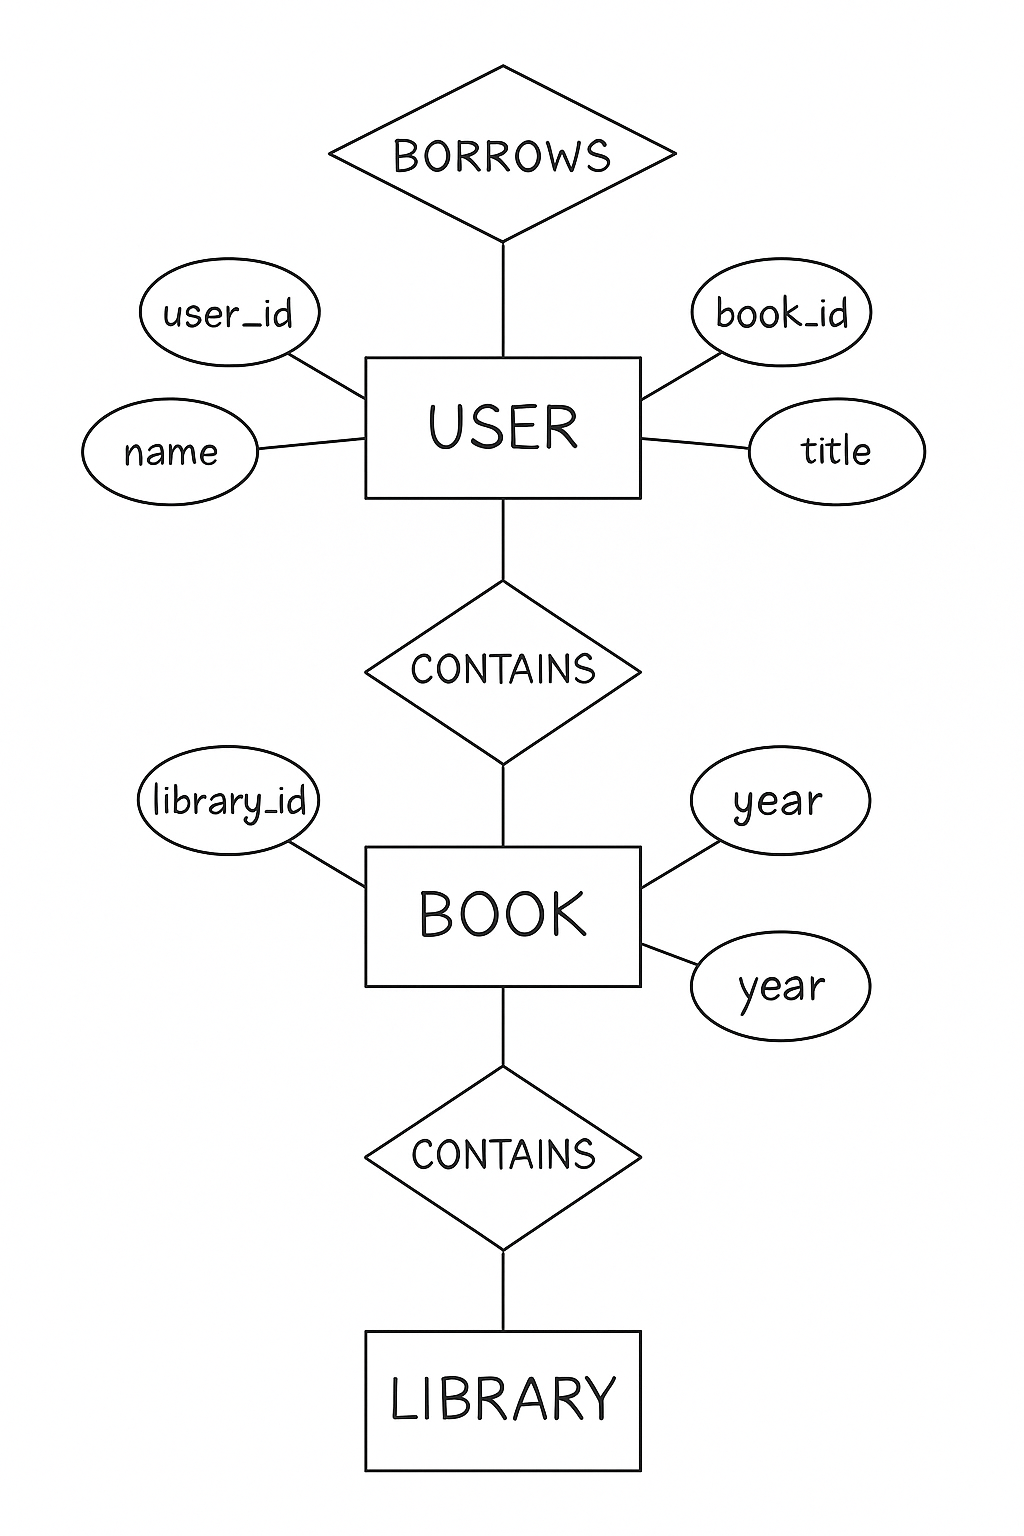 BORROWS
user_id
book_id
USER
name
title
CONTAINS
library_id
year
BOOK
year
CONTAINS
LIBRARY